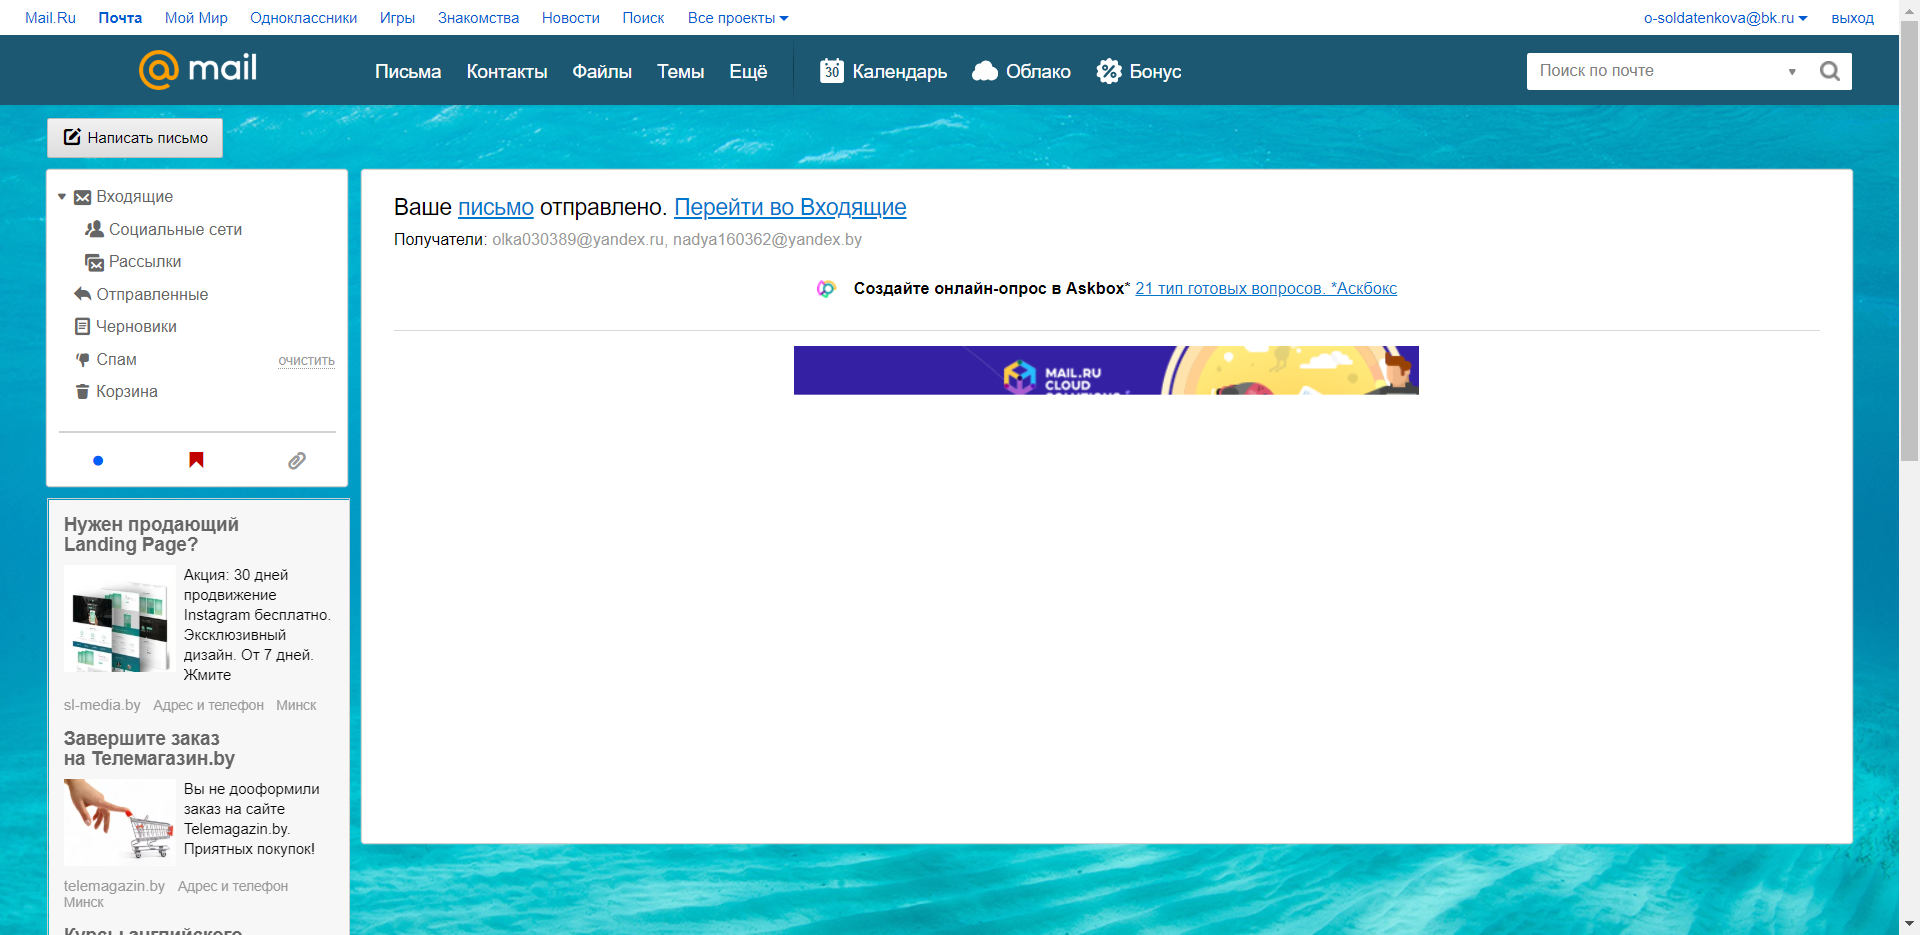 Mail.Ru Почта Мой Мир Одноклассники Игры Знакомства Новости Поиск Все проекты o-soldatenkova@bk.ru выход
@mail Письма Контакты Файлы Темы Ещё 30 Календарь Облако % Бонус Поиск по почте
Написать письмо
Входящие
Социальные сети
Рассылки
Отправленные
Черновики
Спам очистить
Корзина
Ваше письмо отправлено. Перейти во Входящие
Получатели: olka030389@yandex.ru, nadya160362@yandex.by
Создайте онлайн-опрос в Askbox* 21 тип готовых вопросов. *Аскбокс
MAIL.RU
CLOUD
SOLUTIONS
Нужен продающий
Landing Page?
Акция: 30 дней
продвижение
Instagram бесплатно.
Эксклюзивный
дизайн. От 7 дней.
Жмите
sl-media.by Адрес и телефон Минск
Завершите заказ
на Телемагазин.by
Вы не дооформили
заказ на сайте
Telemagazin.by.
Приятных покупок!
telemagazin.by Адрес и телефон
Минск
Курсы английского